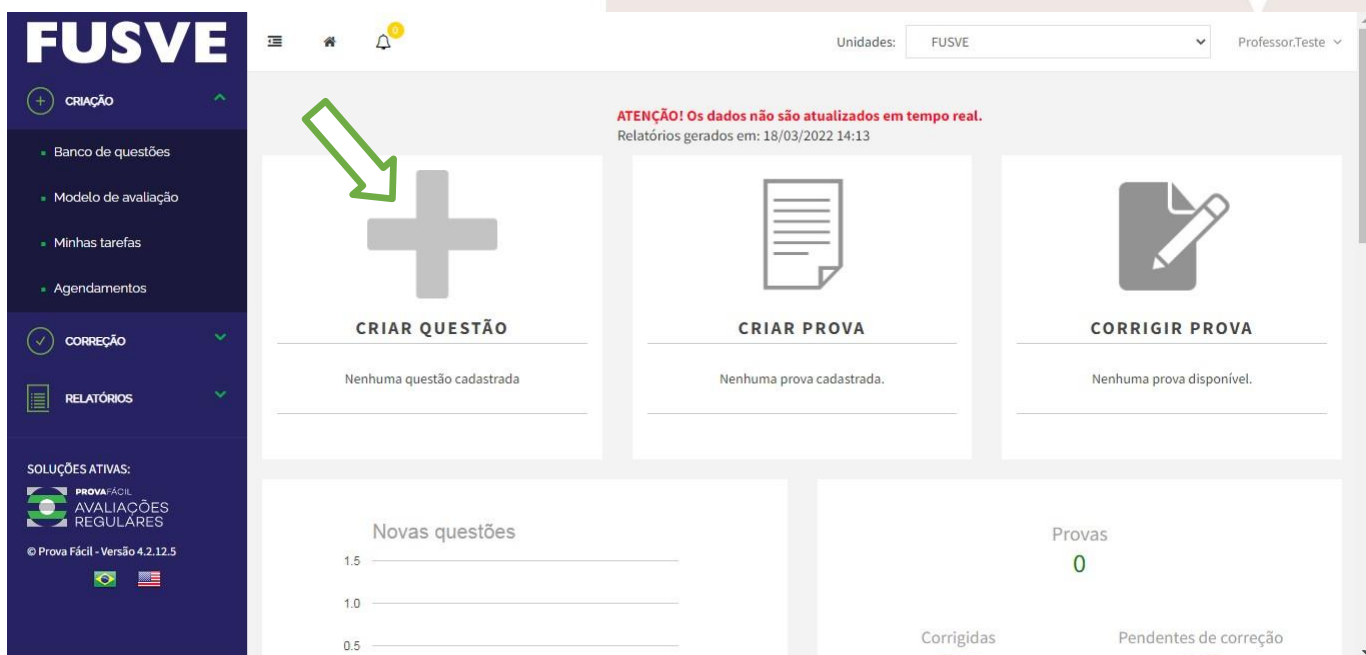 FUSVE
CRIAÇÃO
Banco de questões
Modelo de avaliação
Minhas tarefas
Agendamentos
CORREÇÃO
RELATÓRIOS
SOLUÇÕES ATIVAS:
PROVAFÁCIL
AVALIAÇÕES
REGULARES
© Prova Fácil - Versão 4.2.12.5
0
Unidades: FUSVE Professor.Teste
ATENÇÃO! Os dados não são atualizados em tempo real.
Relatórios gerados em: 18/03/2022 14:13
CRIAR QUESTÃO
Nenhuma questão cadastrada
CRIAR PROVA
Nenhuma prova cadastrada.
CORRIGIR PROVA
Nenhuma prova disponível.
Novas questões
1.5
1.0
0.5
Provas
0
Corrigidas
Pendentes de correção